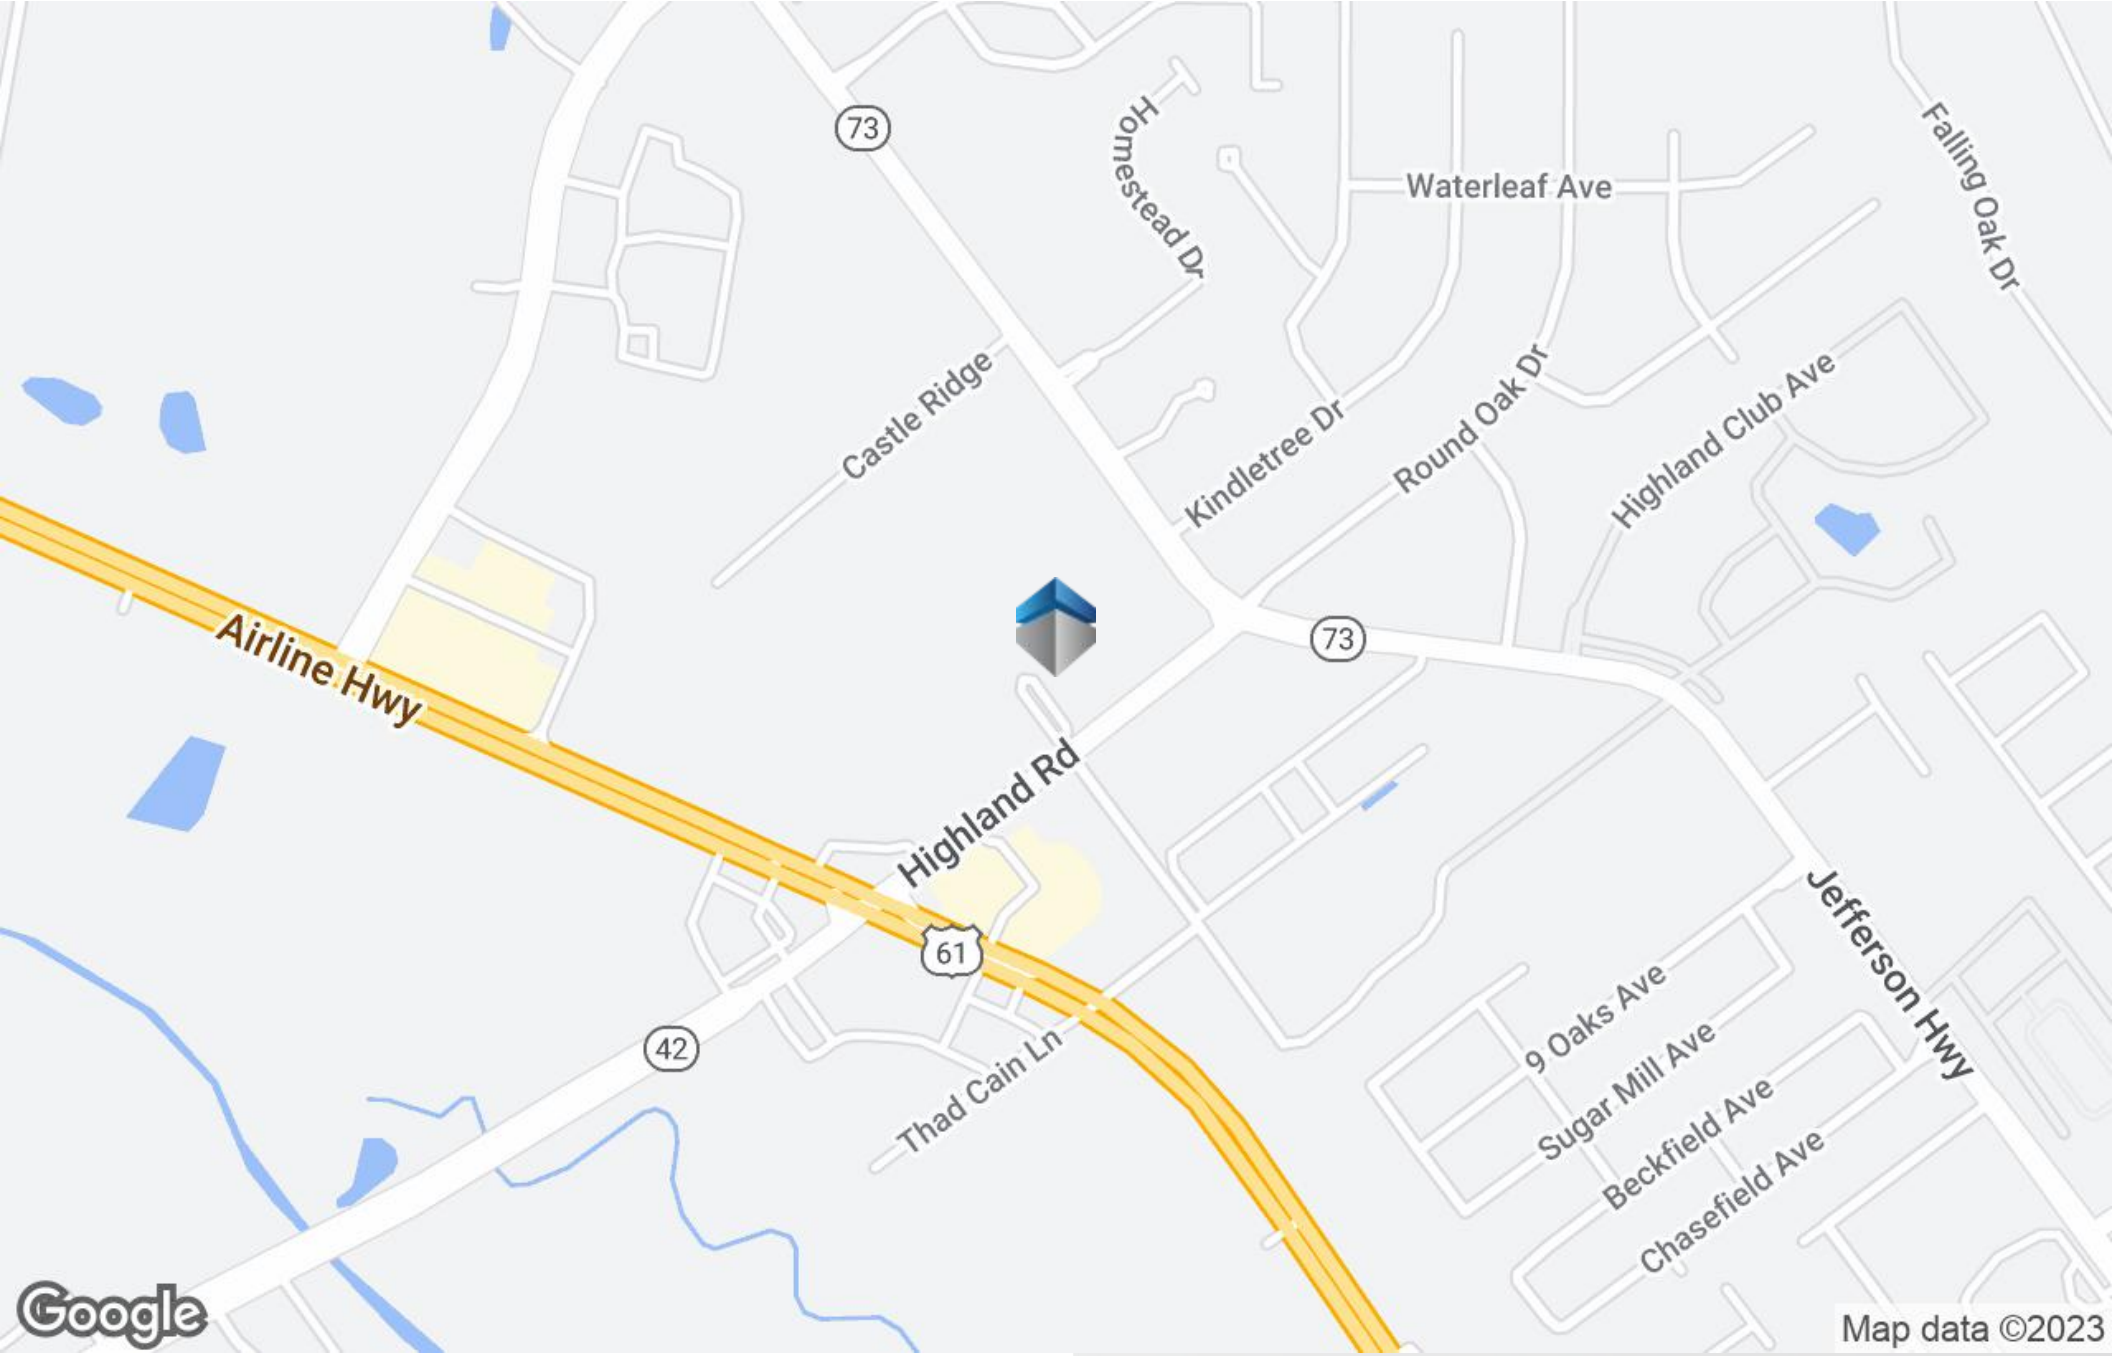 73
Homestead Dr
Waterleaf Ave
Falling Oak Dr
Castle Ridge
Kindletree Dr
Round Oak Dr
Highland Club Ave
Airline Hwy
73
Highland Rd
61
42
Thad Cain Ln
Jefferson Hwy
9 Oaks Ave
Sugar Mill Ave
Beckfield Ave
Chasefield Ave
Google
Map data ©2023